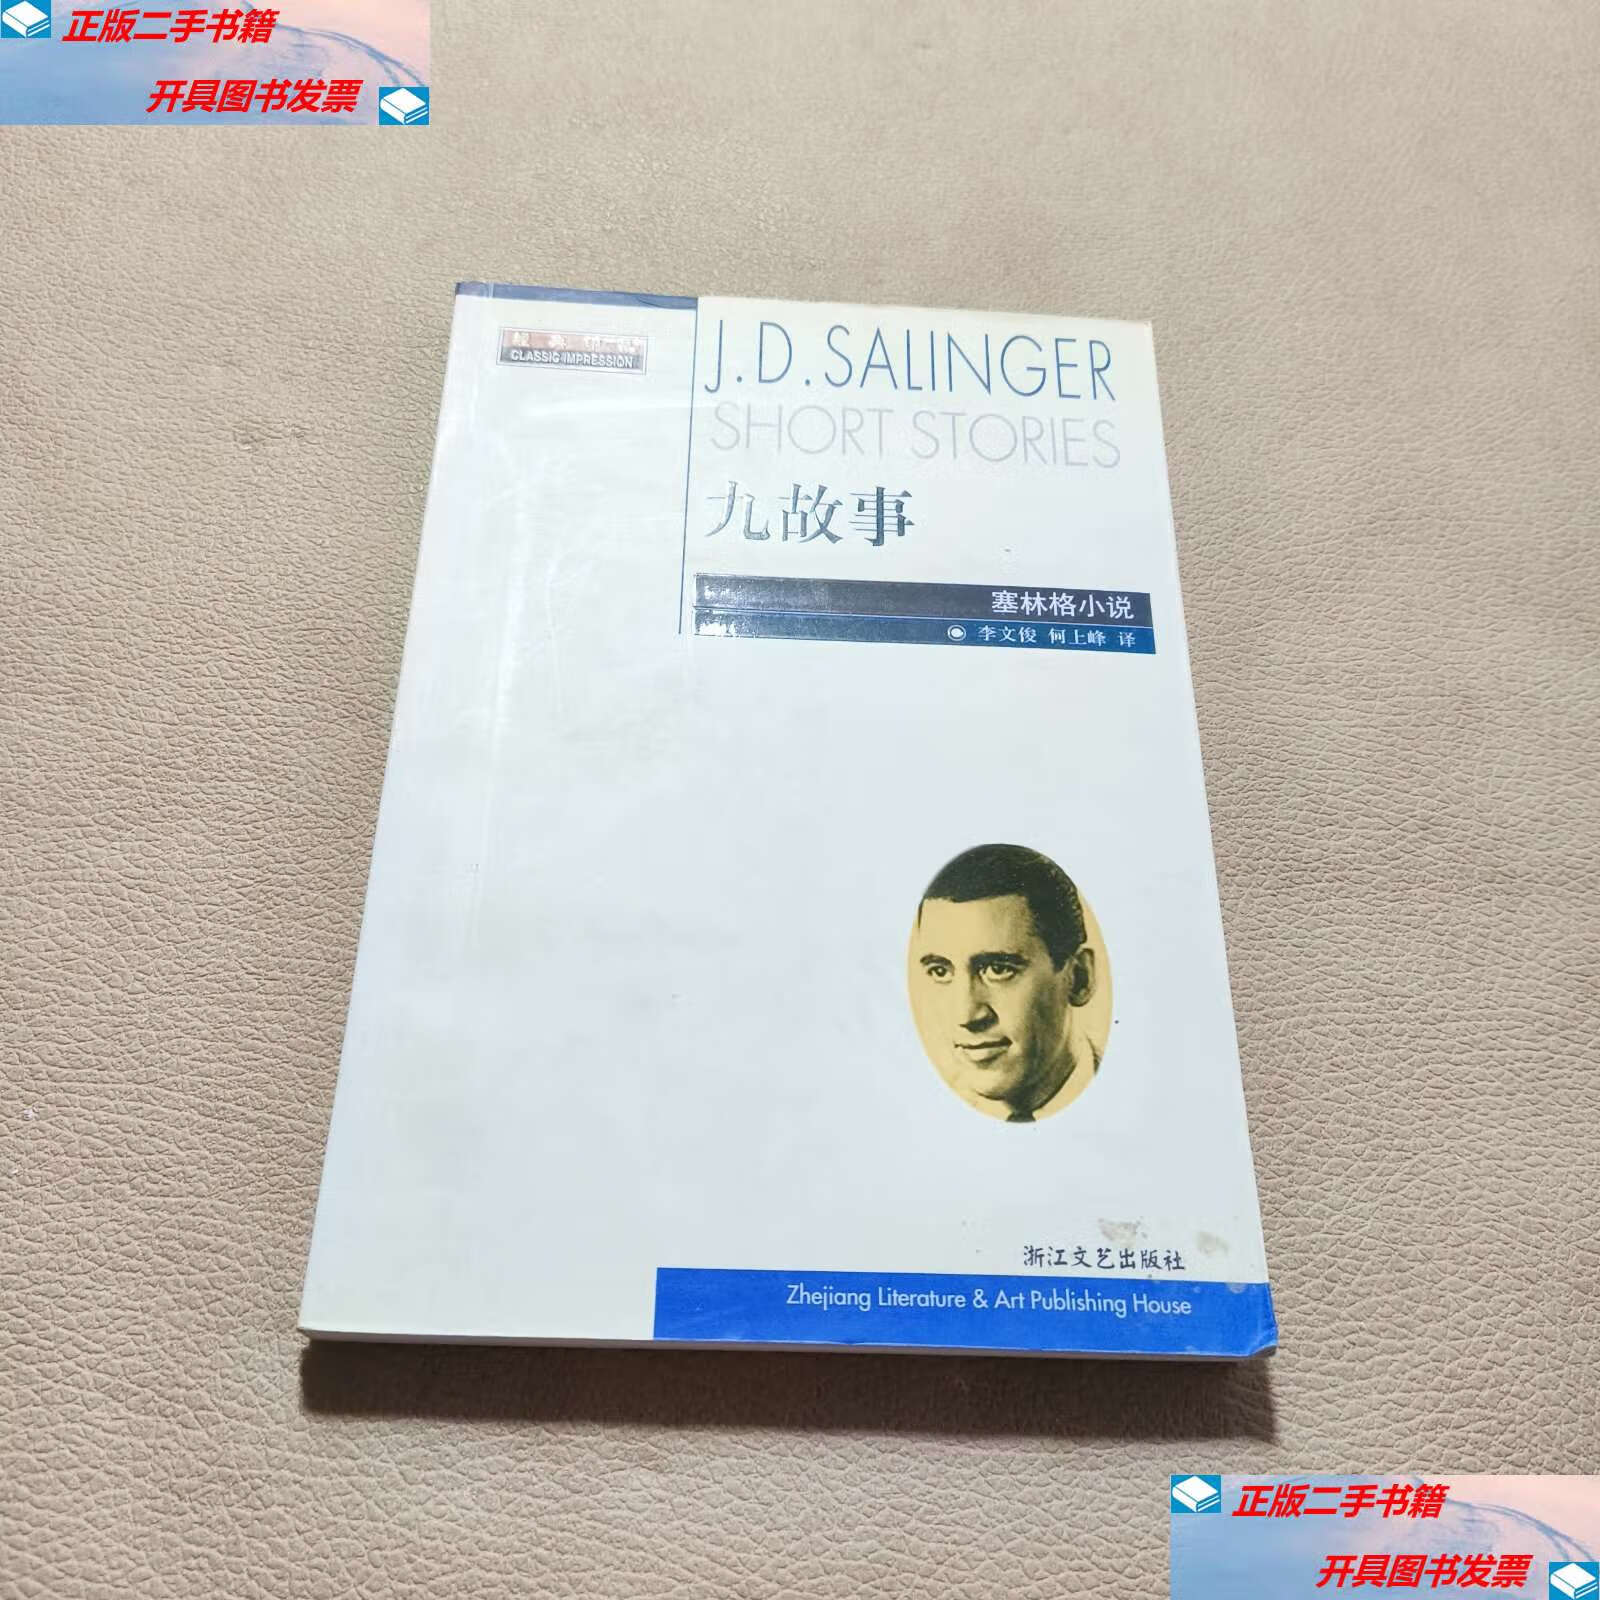 正版二手书籍
开具图书发票
CLASSIC IMPRESSION
J.D.SALINGER
SHORT STORIES
九故事
塞林格小说
李文俊 何上峰 译
浙江文艺出版社
Zhejiang Literature & Art Publishing House
正版二手书籍
开具图书发票